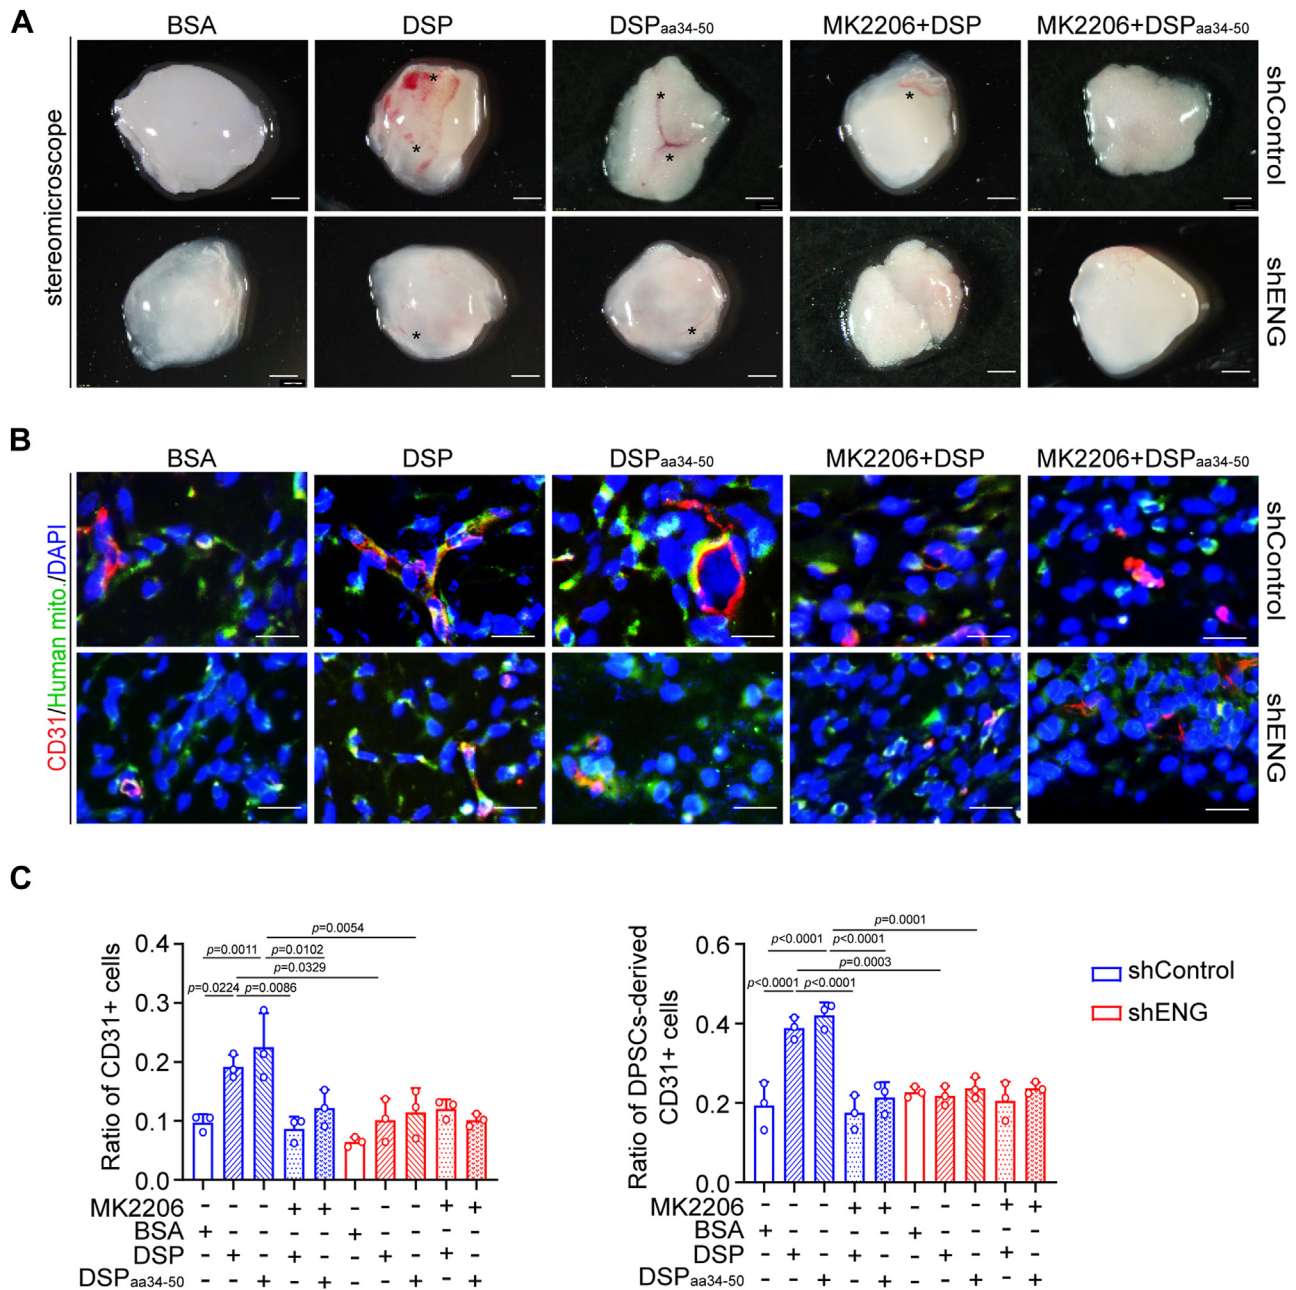 A
BSA DSP DSPaa34-50 MK2206+DSP MK2206+DSPaa34-50
stereomicroscope
shControl
shENG
B
BSA DSP DSPaa34-50 MK2206+DSP MK2206+DSPaa34-50
CD31/Human mito./DAPI
shControl
shENG
C
Ratio of CD31+ cells
0.4
0.3
0.2
0.1
0.0
p=0.0054
p=0.0011 p=0.0102
p=0.0329
p=0.0224 p=0.0086
MK2206 - - - + + - - - + +
BSA + - - - - + - - - -
DSP - + - + - - + - + -
DSPaa34-50 - - + - + - - + - +
Ratio of DPSCs-derived
CD31+ cells
0.6
0.4
0.2
0.0
p=0.0001
p<0.0001 p<0.0001
p=0.0003
p<0.0001 p<0.0001
MK2206 - - - + + - - - + +
BSA + - - - - + - - - -
DSP - + - + - - + - + -
DSPaa34-50 - - + - + - - + - +
shControl
shENG